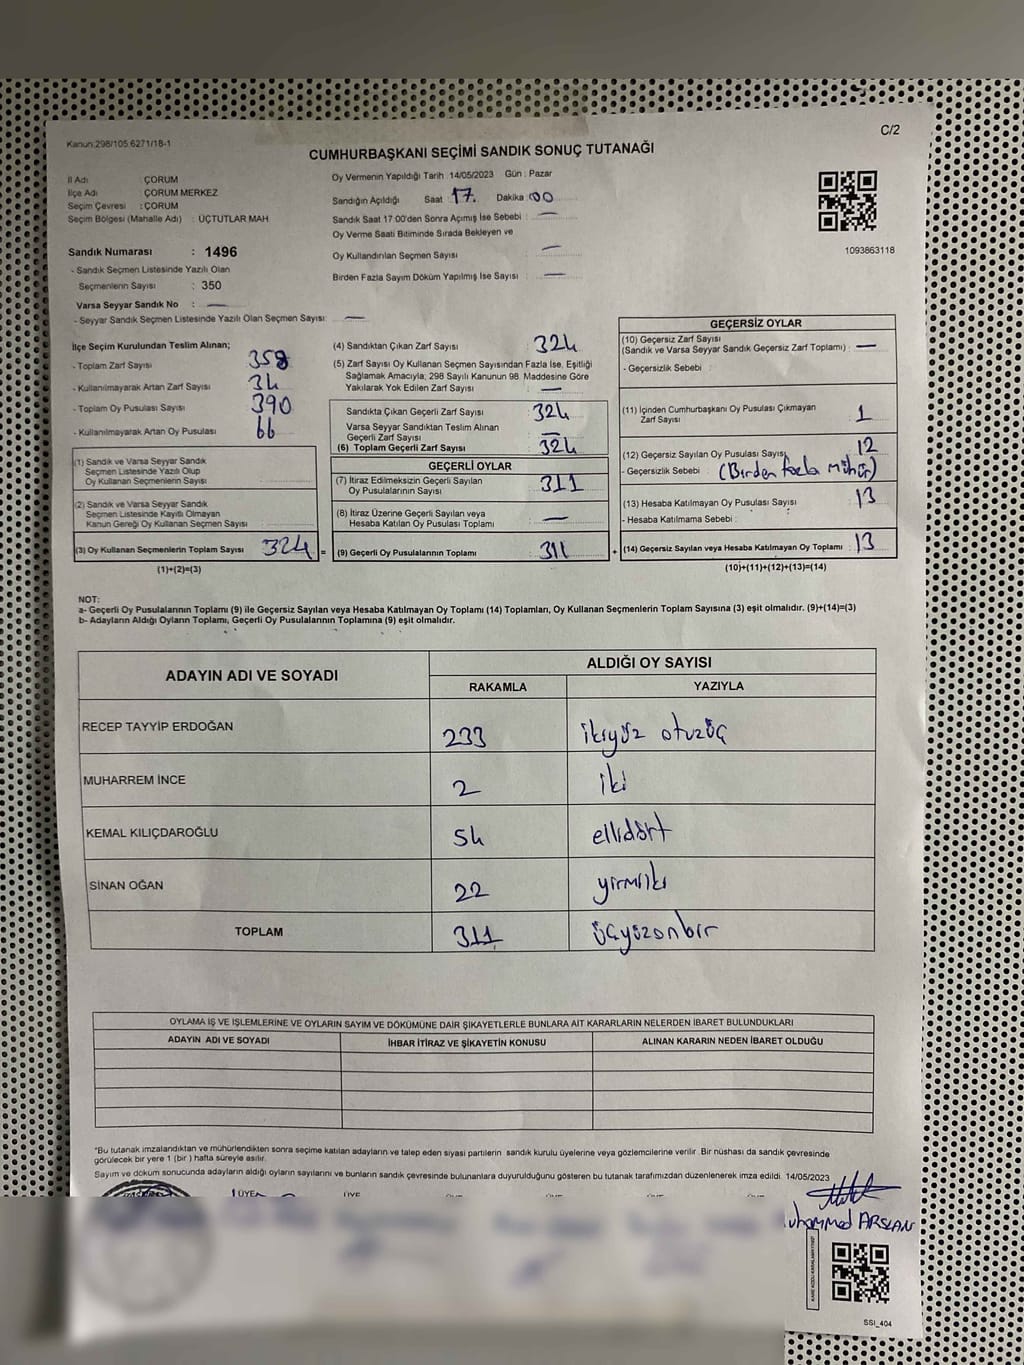 C/2
Kanun:298/105.6271/18-1
CUMHURBAŞKANI SEÇİMİ SANDIK SONUÇ TUTANAĞI
İl Adı : ÇORUM
İlçe Adı : ÇORUM MERKEZ
Seçim Çevresi : ÇORUM
Seçim Bölgesi (Mahalle Adı) : ÜÇTUTLAR MAH
Sandık Numarası : 1496
- Sandık Seçmen Listesinde Yazılı Olan
Seçmenlerin Sayısı : 350
Varsa Seyyar Sandık No : —
- Seyyar Sandık Seçmen Listesinde Yazılı Olan Seçmen Sayısı: —
Oy Vermenin Yapıldığı Tarih :14/05/2023 Gün : Pazar
Sandığın Açıldığı Saat 17. Dakika 00
Sandık Saat 17:00'den Sonra Açımış İse Sebebi : —
Oy Verme Saati Bitiminde Sırada Bekleyen ve
Oy Kullandırılan Seçmen Sayısı : —
Birden Fazla Sayım Döküm Yapılmış İse Sayısı : —
1093863118
İlçe Seçim Kurulundan Teslim Alınan;
- Toplam Zarf Sayısı : 358
- Kullanılmayarak Artan Zarf Sayısı : 34
- Toplam Oy Pusulası Sayısı : 390
- Kullanılmayarak Artan Oy Pusulası : 66
(1) Sandık ve Varsa Seyyar Sandık
Seçmen Listesinde Yazılı Olup
Oy Kullanan Seçmenlerin Sayısı :
(2) Sandık ve Varsa Seyyar Sandık
Seçmen Listesinde Kayıtlı Olmayan
Kanun Gereği Oy Kullanan Seçmen Sayısı :
(3) Oy Kullanan Seçmenlerin Toplam Sayısı 324 =
(1)+(2)=(3)
(4) Sandıktan Çıkan Zarf Sayısı : 324
(5) Zarf Sayısı Oy Kullanan Seçmen Sayısından Fazla İse, Eşitliği
Sağlamak Amacıyla; 298 Sayılı Kanunun 98. Maddesine Göre
Yakılarak Yok Edilen Zarf Sayısı : —
Sandıkta Çıkan Geçerli Zarf Sayısı : 324
Varsa Seyyar Sandıktan Teslim Alınan
Geçerli Zarf Sayısı : —
(6) Toplam Geçerli Zarf Sayısı : 324
GEÇERLİ OYLAR
(7) İtiraz Edilmeksizin Geçerli Sayılan
Oy Pusulalarının Sayısı : 311
(8) İtiraz Üzerine Geçerli Sayılan veya
Hesaba Katılan Oy Pusulası Toplamı : —
(9) Geçerli Oy Pusulalarının Toplamı : 311 +
GEÇERSİZ OYLAR
(10) Geçersiz Zarf Sayısı
(Sandık ve Varsa Seyyar Sandık Geçersiz Zarf Toplamı) : —
- Geçersizlik Sebebi :
(11) İçinden Cumhurbaşkanı Oy Pusulası Çıkmayan
Zarf Sayısı : 1
(12) Geçersiz Sayılan Oy Pusulası Sayısı : 12
- Geçersizlik Sebebi : (Birden fazla mühür)
(13) Hesaba Katılmayan Oy Pusulası Sayısı : 13
- Hesaba Katılmama Sebebi :
(14) Geçersiz Sayılan veya Hesaba Katılmayan Oy Toplamı : 13
(10)+(11)+(12)+(13)=(14)
NOT:
a- Geçerli Oy Pusulalarının Toplamı (9) ile Geçersiz Sayılan veya Hesaba Katılmayan Oy Toplamı (14) Toplamları, Oy Kullanan Seçmenlerin Toplam Sayısına (3) eşit olmalıdır. (9)+(14)=(3)
b- Adayların Aldığı Oyların Toplamı, Geçerli Oy Pusulalarının Toplamına (9) eşit olmalıdır.
ADAYIN ADI VE SOYADI
ALDIĞI OY SAYISI
RAKAMLA YAZIYLA
RECEP TAYYİP ERDOĞAN 233 ikiyüz otuzüç
MUHARREM İNCE 2 iki
KEMAL KILIÇDAROĞLU 54 ellidört
SİNAN OĞAN 22 yirmiiki
TOPLAM 311 üçyüzonbir
OYLAMA İŞ VE İŞLEMLERİNE VE OYLARIN SAYIM VE DÖKÜMÜNE DAİR ŞİKAYETLERLE BUNLARA AİT KARARLARIN NELERDEN İBARET BULUNDUKLARI
ADAYIN ADI VE SOYADI İHBAR İTİRAZ VE ŞİKAYETİN KONUSU ALINAN KARARIN NEDEN İBARET OLDUĞU
"Bu tutanak imzalandıktan ve mühürlendikten sonra seçime katılan adayların ve talep eden siyasi partilerin sandık kurulu üyelerine veya gözlemcilerine verilir. Bir nüshası da sandık çevresinde
görülecek bir yere 1 (bir ) hafta süreyle asılır.
Sayım ve döküm sonucunda adayların aldığı oyların sayılarını ve bunların sandık çevresinde bulunanlara duyurulduğunu gösteren bu tutanak tarafımızdan düzenlenerek imza edildi. 14/05/2023
ÜYE ÜYE
Muhammed ARSLAN
SSI_404